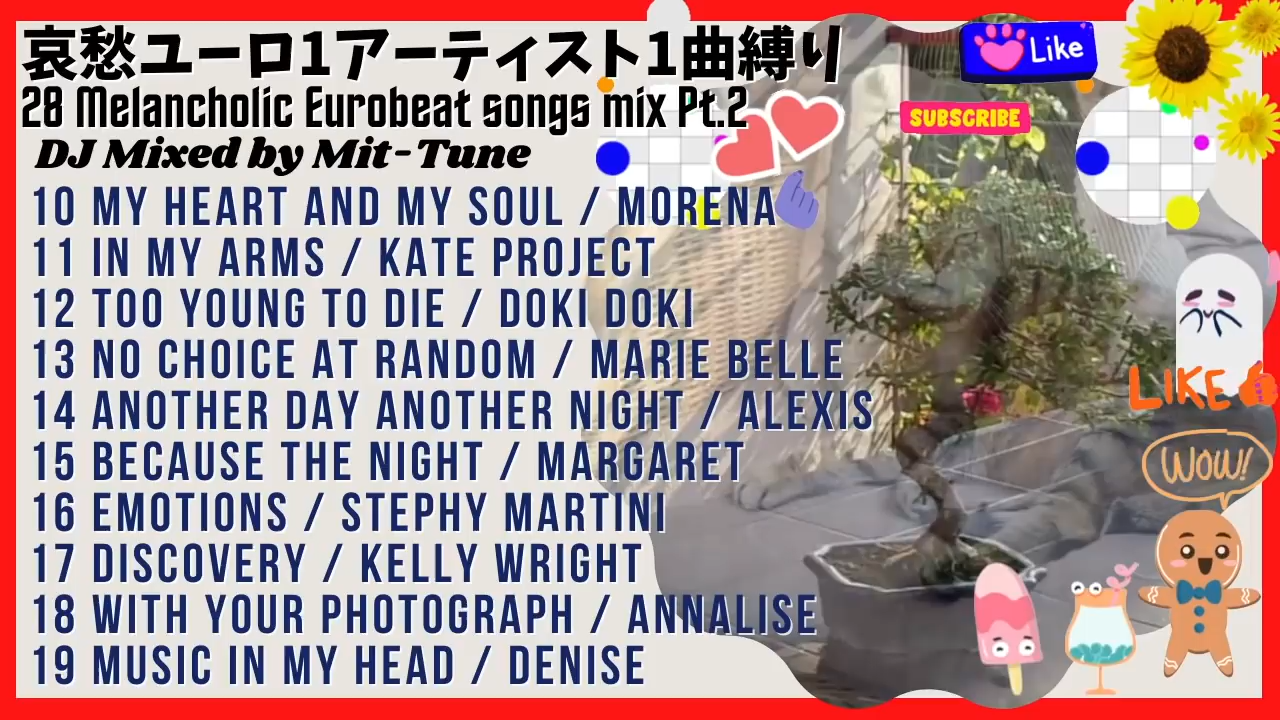 哀愁ユーロ1アーティスト1曲縛り
28 Melancholic Eurobeat songs mix Pt.2
DJ Mixed by Mit-Tune
10 MY HEART AND MY SOUL / MORENA
11 IN MY ARMS / KATE PROJECT
12 TOO YOUNG TO DIE / DOKI DOKI
13 NO CHOICE AT RANDOM / MARIE BELLE
14 ANOTHER DAY ANOTHER NIGHT / ALEXIS
15 BECAUSE THE NIGHT / MARGARET
16 EMOTIONS / STEPHY MARTINI
17 DISCOVERY / KELLY WRIGHT
18 WITH YOUR PHOTOGRAPH / ANNALISE
19 MUSIC IN MY HEAD / DENISE
Like
SUBSCRIBE
LIKE
WOW!